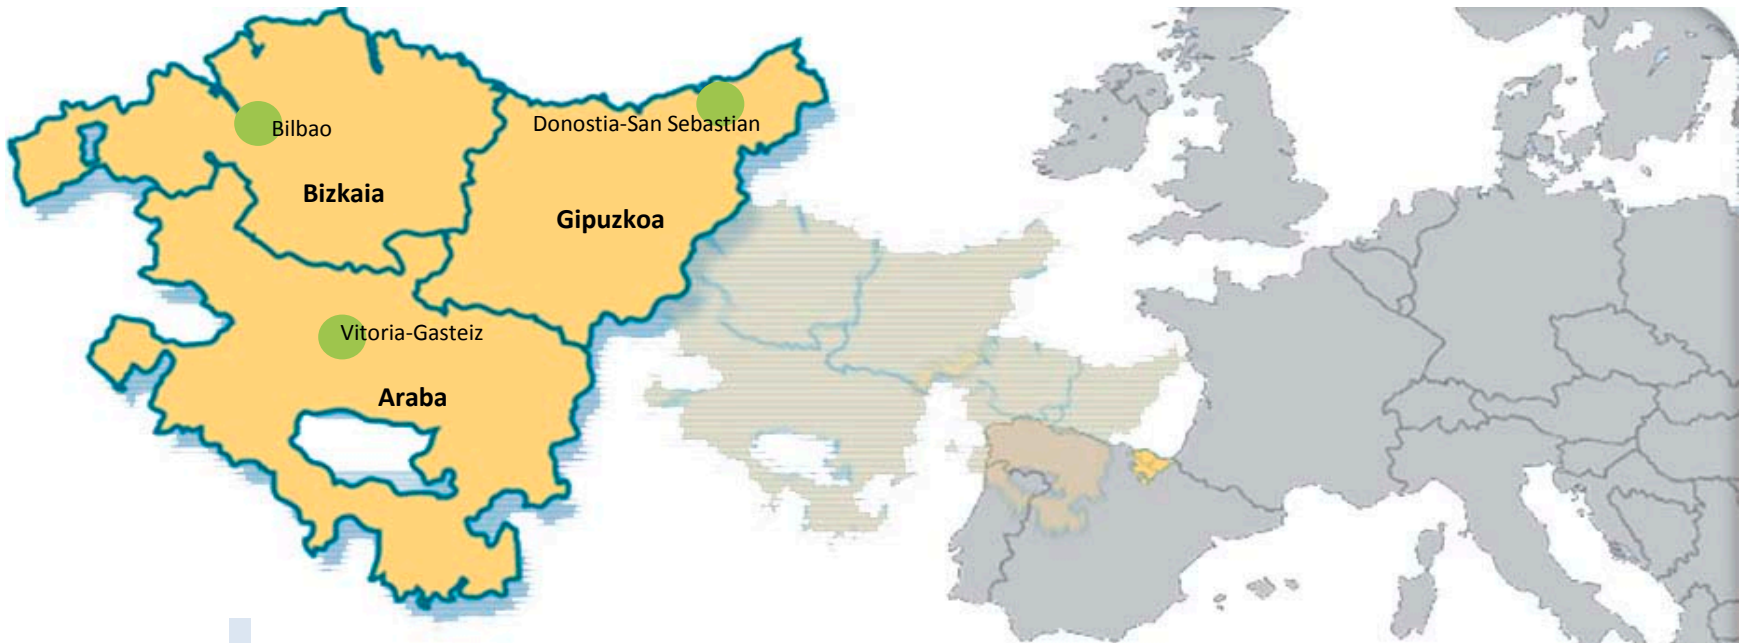 Bilbao
Donostia-San Sebastian
Bizkaia
Gipuzkoa
Vitoria-Gasteiz
Araba